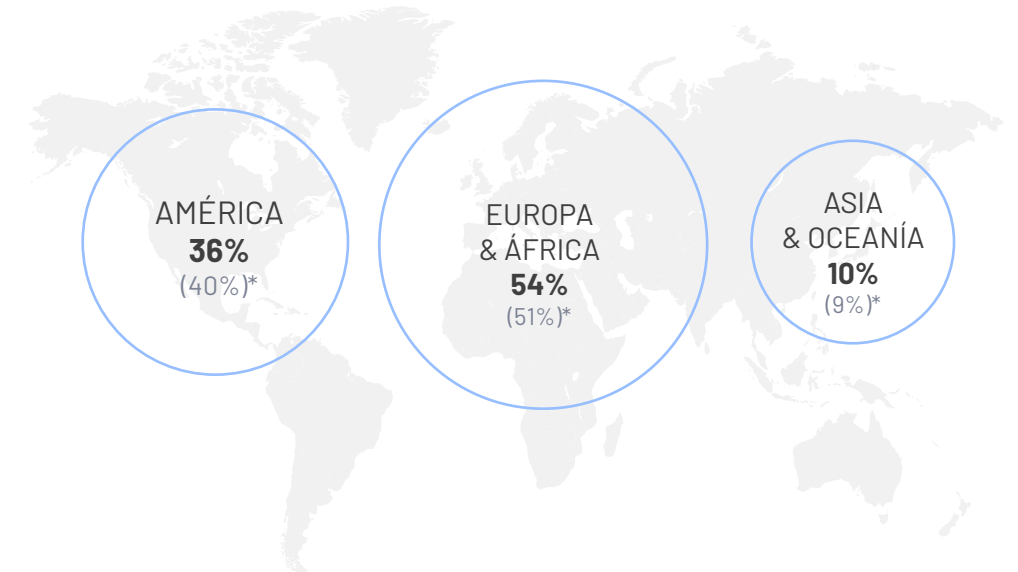 AMÉRICA
36%
(40%)*
EUROPA
& ÁFRICA
54%
(51%)*
ASIA
& OCEANÍA
10%
(9%)*